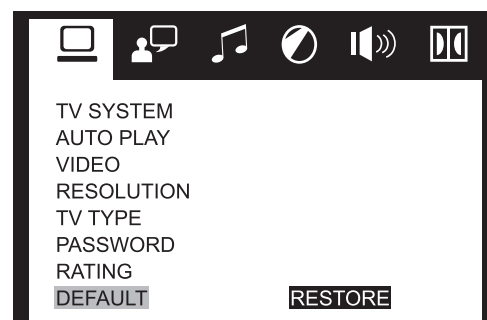 TV SYSTEM
AUTO PLAY
VIDEO
RESOLUTION
TV TYPE
PASSWORD
RATING
DEFAULT RESTORE